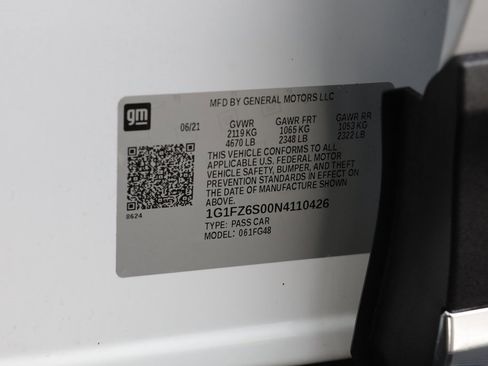 MFD BY GENERAL MOTORS LLC
gm
06/21 GVWR GAWR FRT GAWR RR
2119 KG 1065 KG 1053 KG
4670 LB 2348 LB 2322 LB
THIS VEHICLE CONFORMS TO ALL
APPLICABLE U.S. FEDERAL MOTOR
VEHICLE SAFETY, BUMPER, AND THEFT
PREVENTION STANDARDS IN EFFECT ON
THE DATE OF MANUFACTURE SHOWN
ABOVE.
8624
1G1FZ6S00N4110426
TYPE: PASS CAR
MODEL: 061FG48